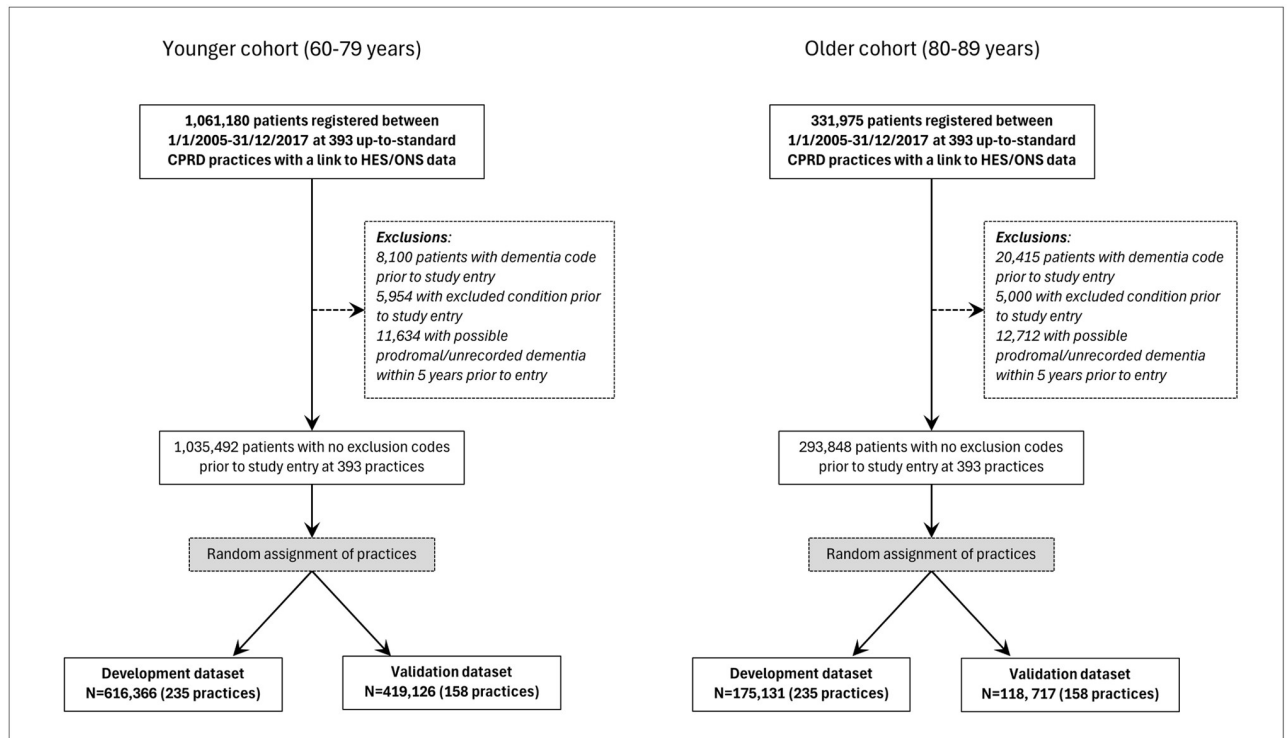 Younger cohort (60-79 years)
1,061,180 patients registered between
1/1/2005-31/12/2017 at 393 up-to-standard
CPRD practices with a link to HES/ONS data
Exclusions:
8,100 patients with dementia code
prior to study entry
5,954 with excluded condition prior
to study entry
11,634 with possible
prodromal/unrecorded dementia
within 5 years prior to entry
1,035,492 patients with no exclusion codes
prior to study entry at 393 practices
Random assignment of practices
Development dataset
N=616,366 (235 practices)
Validation dataset
N=419,126 (158 practices)
Older cohort (80-89 years)
331,975 patients registered between
1/1/2005-31/12/2017 at 393 up-to-standard
CPRD practices with a link to HES/ONS data
Exclusions:
20,415 patients with dementia code
prior to study entry
5,000 with excluded condition prior
to study entry
12,712 with possible
prodromal/unrecorded dementia
within 5 years prior to entry
293,848 patients with no exclusion codes
prior to study entry at 393 practices
Random assignment of practices
Development dataset
N=175,131 (235 practices)
Validation dataset
N=118, 717 (158 practices)